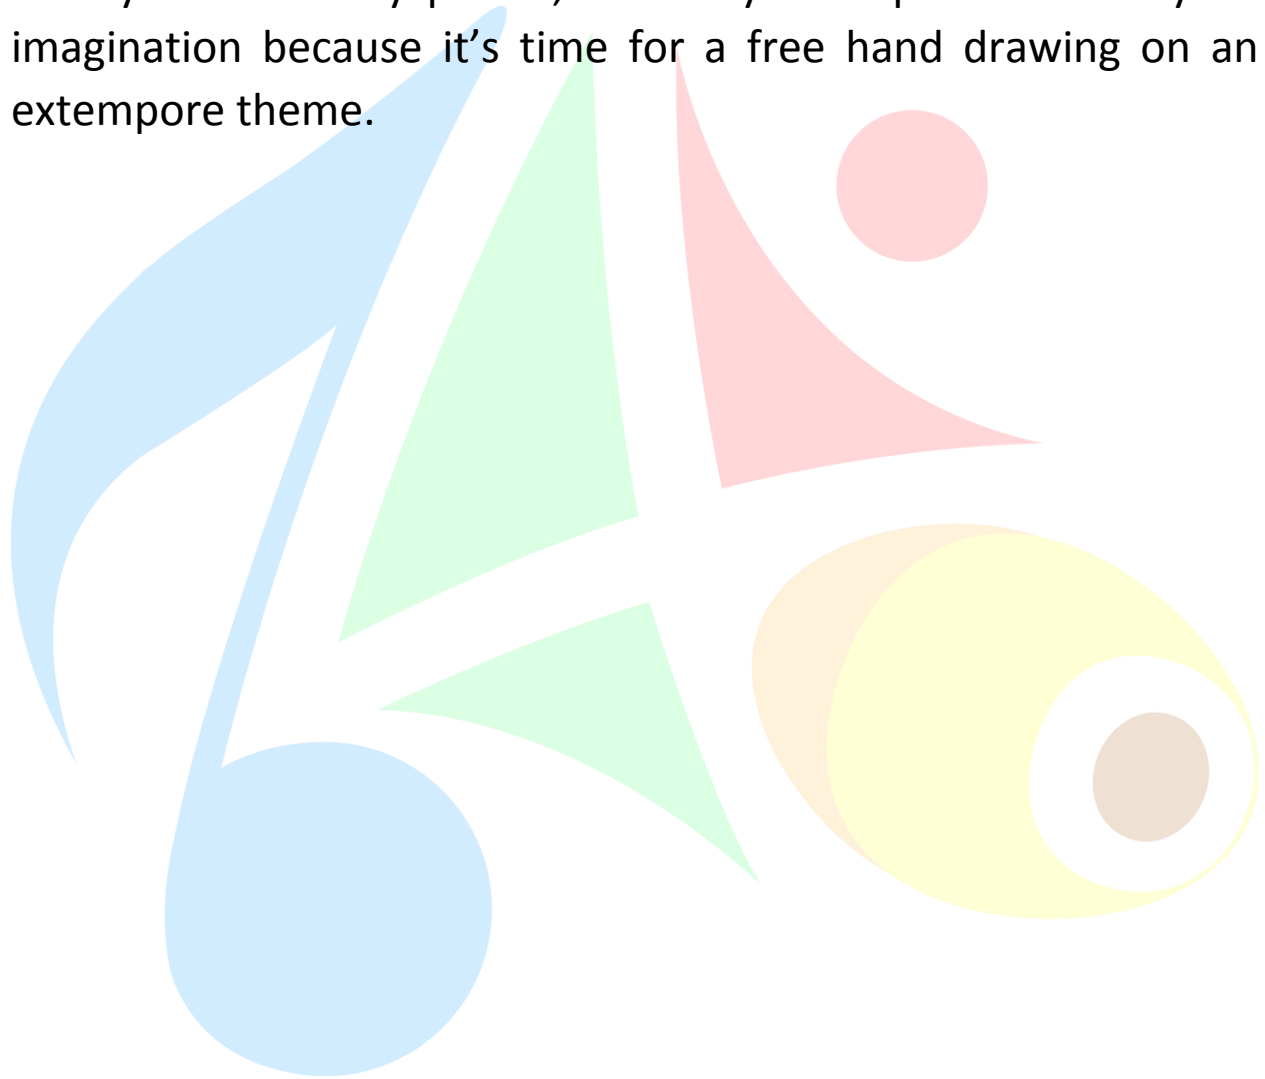 imagination because it’s time for a free hand drawing on an
extempore theme.